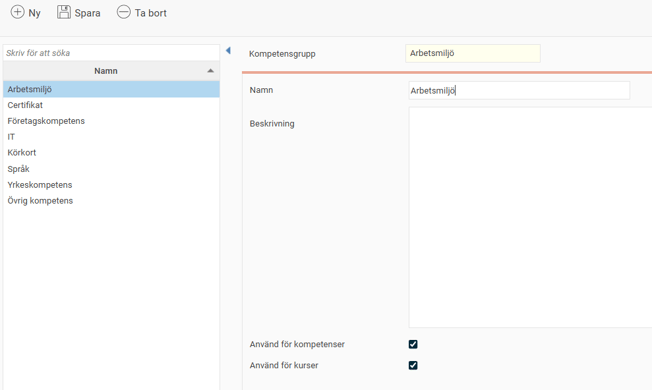 Ny Spara Ta bort
Skriv för att söka
Namn
Arbetsmiljö
Certifikat
Företagskompetens
IT
Körkort
Språk
Yrkeskompetens
Övrig kompetens
Kompetensgrupp Arbetsmiljö
Namn Arbetsmiljö
Beskrivning
Använd för kompetenser
Använd för kurser